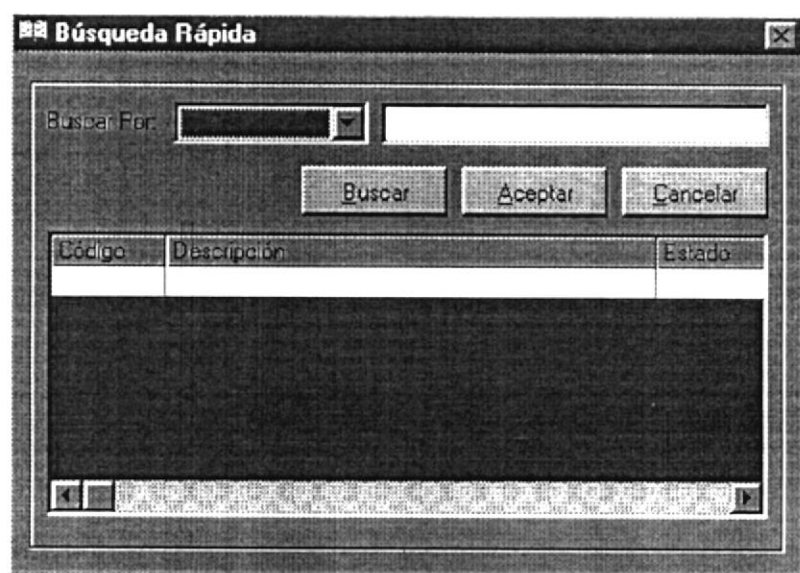 Búsqueda Rápida
Buscar Por:
Buscar Aceptar Cancelar
Código Descripción Estado